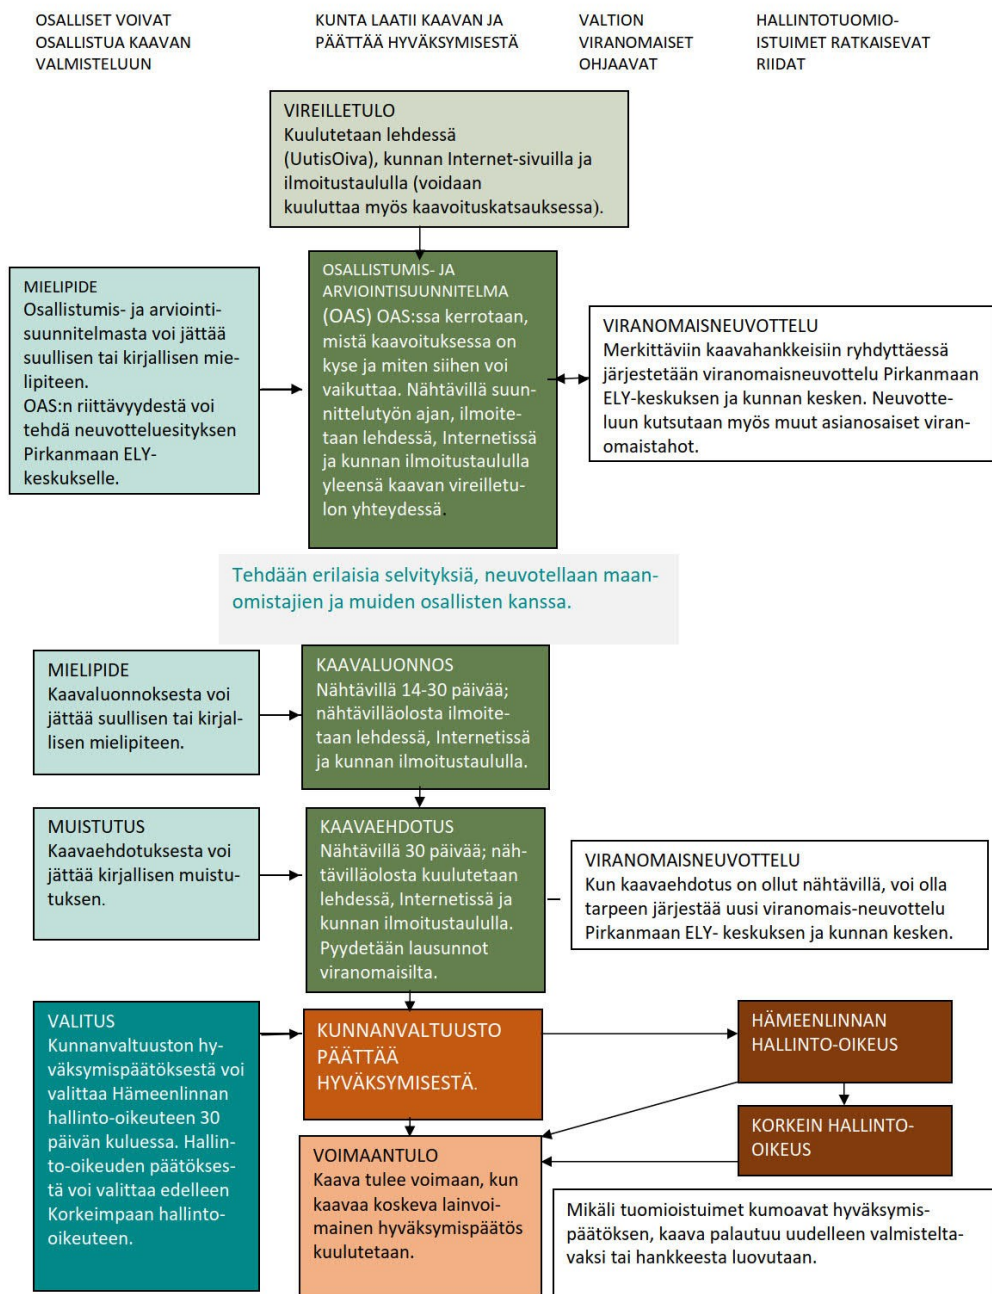 OSALLISET VOIVAT
OSALLISTUA KAAVAN
VALMISTELUUN
KUNTA LAATII KAAVAN JA
PÄÄTTÄÄ HYVÄKSYMISESTÄ
VALTION
VIRANOMAISET
OHJAAVAT
HALLINTOTUOMIO-
ISTUIMET RATKAISEVAT
RIIDAT
VIREILLETULO
Kuulutetaan lehdessä
(UutisOiva), kunnan Internet-sivuilla ja
ilmoitustaululla (voidaan
kuuluttaa myös kaavoituskatsauksessa).
MIELIPIDE
Osallistumis- ja arviointi-
suunnitelmasta voi jättää
suullisen tai kirjallisen mie-
lipiteen.
OAS:n riittävyydestä voi
tehdä neuvotteluesityksen
Pirkanmaan ELY-
keskukselle.
OSALLISTUMIS- JA
ARVIOINTISUUNNITELMA
(OAS) OAS:ssa kerrotaan,
mistä kaavoituksessa on
kyse ja miten siihen voi
vaikuttaa. Nähtävillä suun-
nittelutyön ajan, ilmoite-
taan lehdessä, Internetissä
ja kunnan ilmoitustaululla
yleensä kaavan vireilletu-
lon yhteydessä.
VIRANOMAISNEUVOTTELU
Merkittäviin kaavahankkeisiin ryhdyttäessä
järjestetään viranomaisneuvottelu Pirkanmaan
ELY-keskuksen ja kunnan kesken. Neuvotte-
luun kutsutaan myös muut asianosaiset viran-
omaistahot.
Tehdään erilaisia selvityksiä, neuvotellaan maan-
omistajien ja muiden osallisten kanssa.
MIELIPIDE
Kaavaluonnoksesta voi
jättää suullisen tai kirjal-
lisen mielipiteen.
KAAVALUONNOS
Nähtävillä 14-30 päivää;
nähtävilläolosta ilmoite-
taan lehdessä, Internetissä
ja kunnan ilmoitustaululla.
MUISTUTUS
Kaavaehdotuksesta voi
jättää kirjallisen muistu-
tuksen.
KAAVAEHDOTUS
Nähtävillä 30 päivää; näh-
tävilläolosta kuulutetaan
lehdessä, Internetissä ja
kunnan ilmoitustaululla.
Pyydetään lausunnot
viranomaisilta.
VIRANOMAISNEUVOTTELU
Kun kaavaehdotus on ollut nähtävillä, voi olla
tarpeen järjestää uusi viranomais-neuvottelu
Pirkanmaan ELY- keskuksen ja kunnan kesken.
VALITUS
Kunnanvaltuuston hy-
väksymispäätöksestä voi
valittaa Hämeenlinnan
hallinto-oikeuteen 30
päivän kuluessa. Hallin-
to-oikeuden päätökses-
tä voi valittaa edelleen
Korkeimpaan hallinto-
oikeuteen.
KUNNANVALTUUSTO
PÄÄTTÄÄ
HYVÄKSYMISESTÄ.
HÄMEENLINNAN
HALLINTO-OIKEUS
KORKEIN HALLINTO-
OIKEUS
VOIMAANTULO
Kaava tulee voimaan, kun
kaavaa koskeva lainvoi-
mainen hyväksymispäätös
kuulutetaan.
Mikäli tuomioistuimet kumoavat hyväksymis-
päätöksen, kaava palautuu uudelleen valmistelta-
vaksi tai hankkeesta luovutaan.